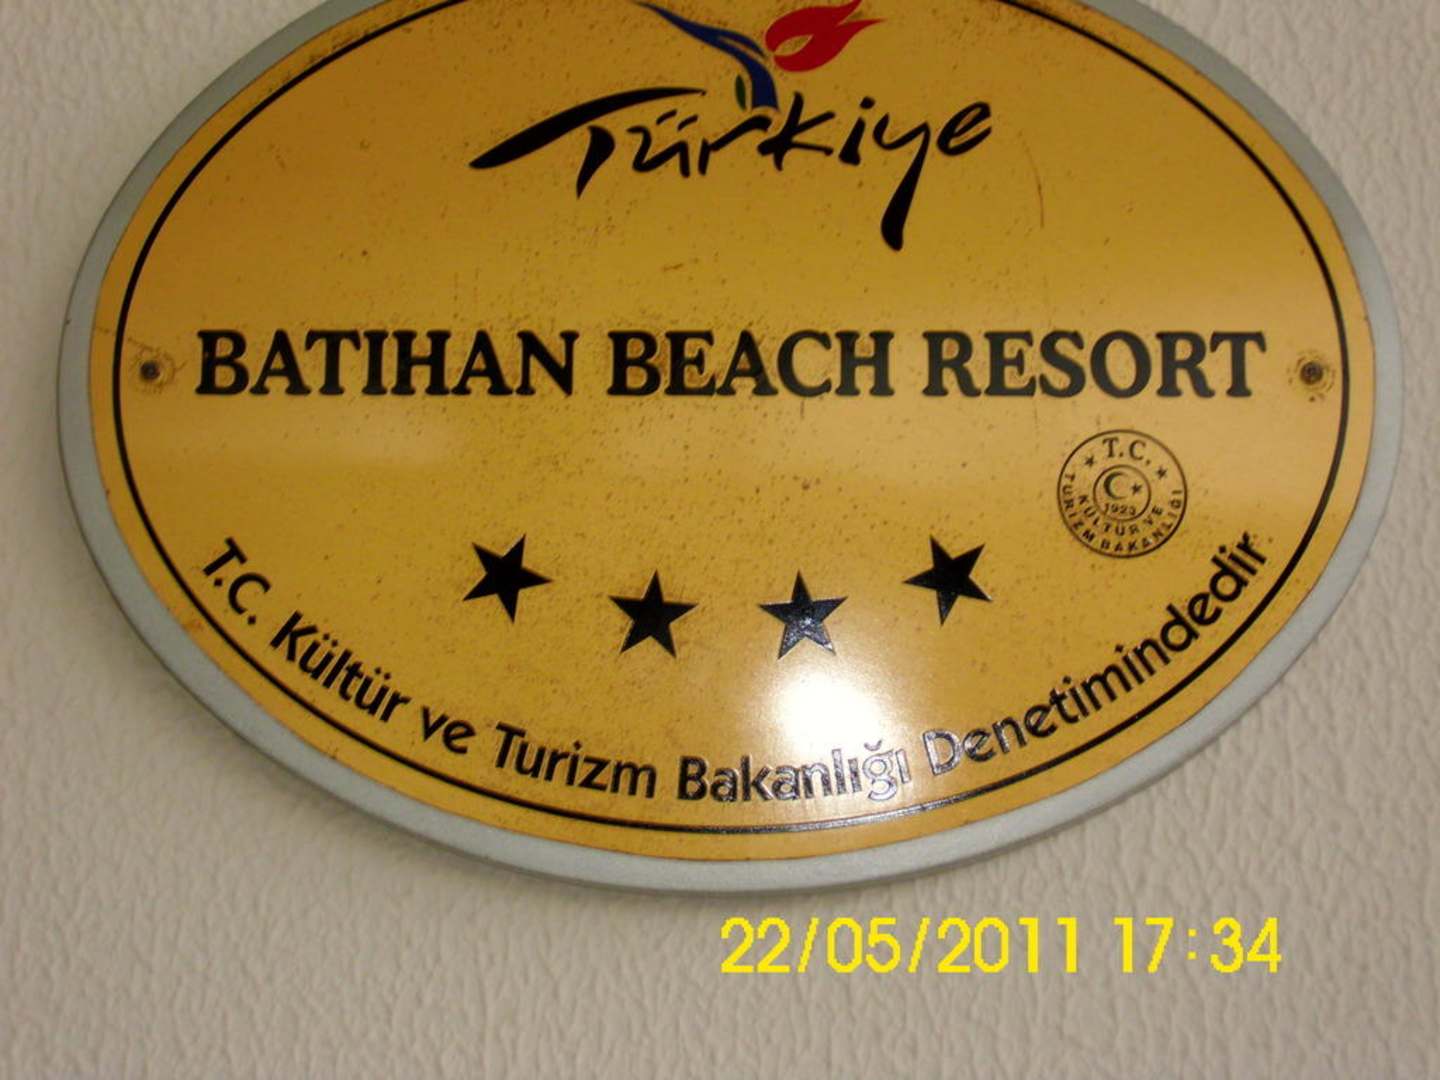 Türkiye
BATIHAN BEACH RESORT
T.C.
1923
KÜLTÜR VE
TURİZM BAKANLIĞI
T.C. Kültür ve Turizm Bakanlığı Denetimindedir
22/05/2011 17:34